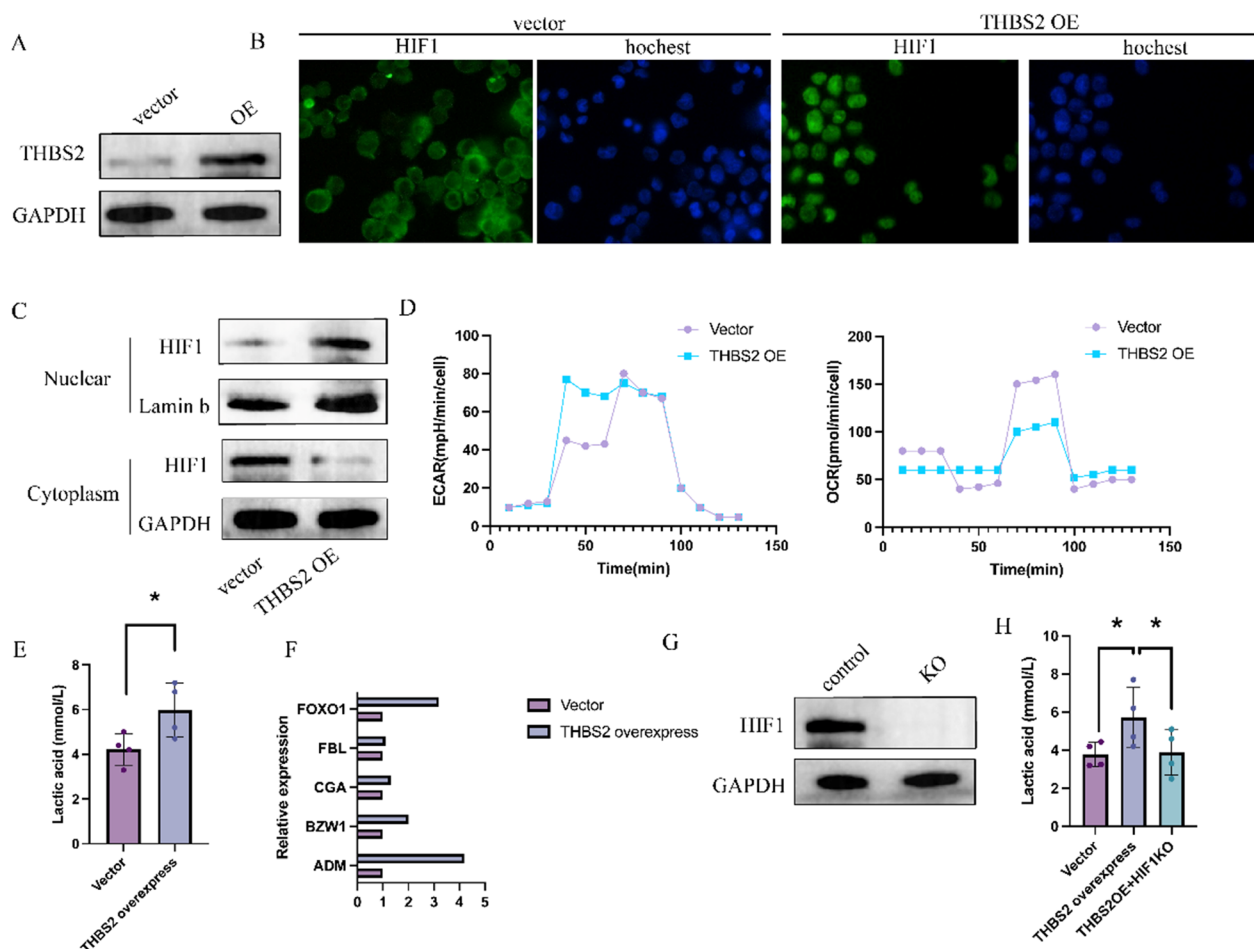 A
vector
OE
THBS2
GAPDH
B
vector
THBS2 OE
HIF1
hochest
HIF1
hochest
C
Nuclear
HIF1
Lamin b
Cytoplasm
HIF1
GAPDH
vector
THBS2 OE
D
ECAR(mpH/min/cell)
100
80
60
40
20
0
0
50
100
150
Time(min)
Vector
THBS2 OE
OCR(pmol/min/cell)
200
150
100
50
0
0
50
100
150
Time(min)
Vector
THBS2 OE
E
*
Lactic acid (mmol/L)
8
6
4
2
0
Vector
THBS2 overexpress
F
Relative expression
FOXO1
FBL
CGA
BZW1
ADM
0
1
2
3
4
5
Vector
THBS2 overexpress
G
control
KO
HIF1
GAPDH
H
*
*
Lactic acid (mmol/L)
10
8
6
4
2
0
Vector
THBS2 overexpress
THBS2OE+HIF1KO